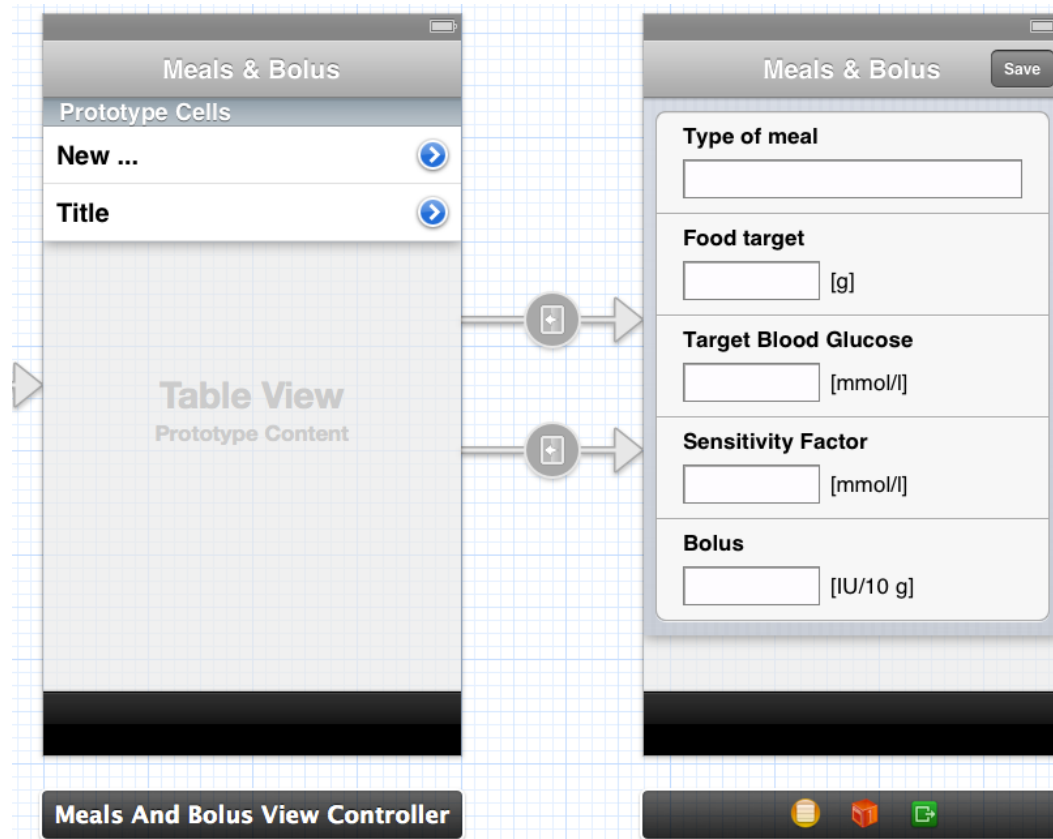 Meals & Bolus
Prototype Cells
New ...
Title
Table View
Prototype Content
Meals And Bolus View Controller
Meals & Bolus
Save
Type of meal
Food target
[g]
Target Blood Glucose
[mmol/l]
Sensitivity Factor
[mmol/l]
Bolus
[IU/10 g]